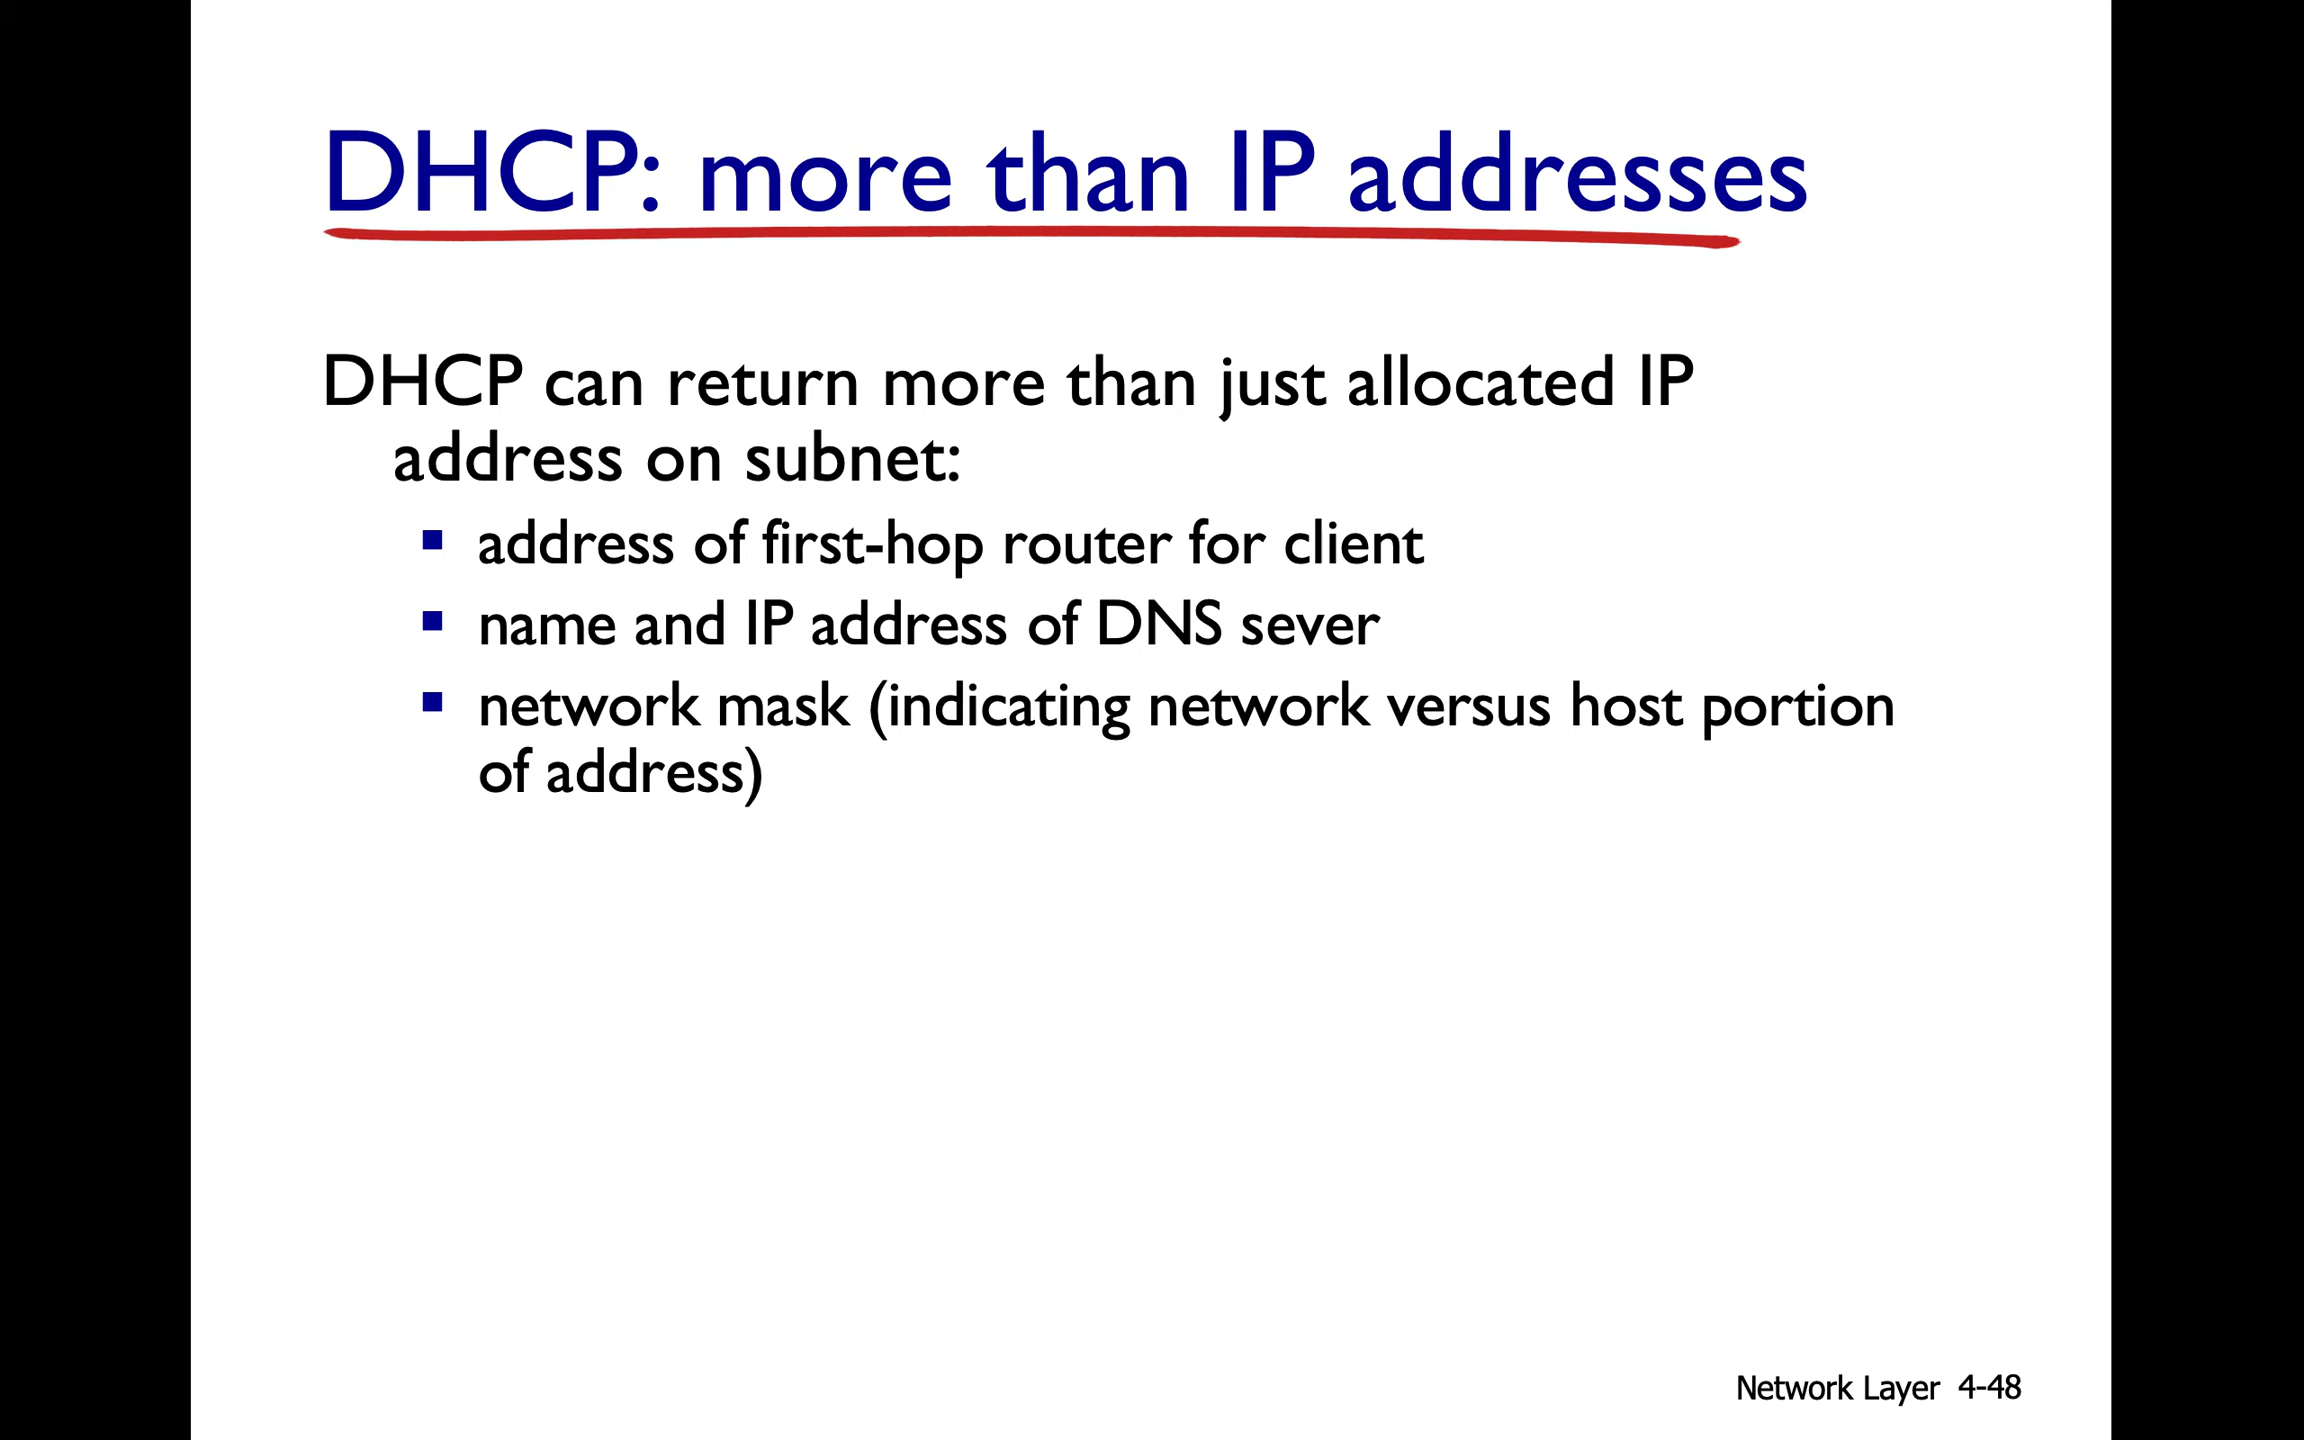 DHCP: more than IP addresses
DHCP can return more than just allocated IP
address on subnet:
▪ address of first-hop router for client
▪ name and IP address of DNS sever
▪ network mask (indicating network versus host portion
of address)
Network Layer 4-48